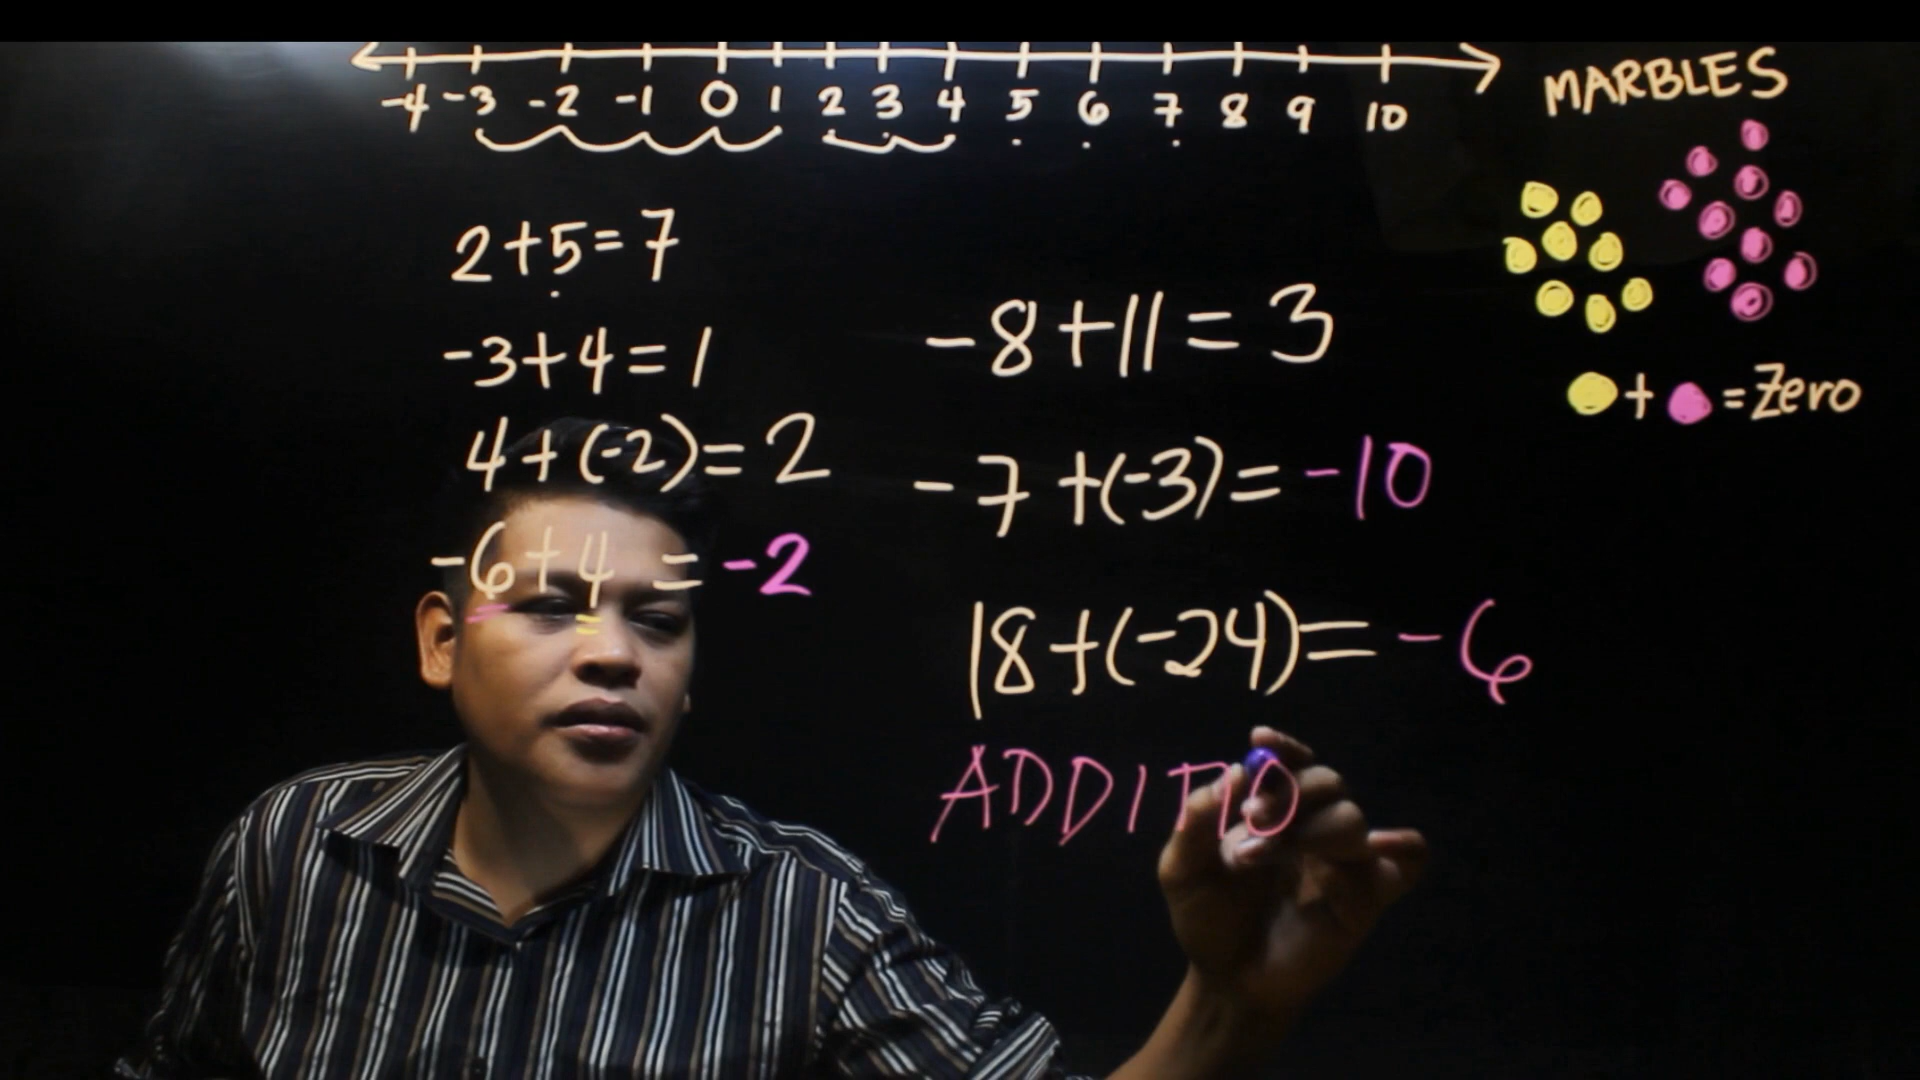 -4 -3 -2 -1 0 1 2 3 4 5 6 7 8 9 10
MARBLES
2+5=7
-3+4=1
4+(-2)=2
-6+4=-2
-8+11=3
-7+(-3)=-10
18+(-24)=-6
ADDITIO
+ = Zero